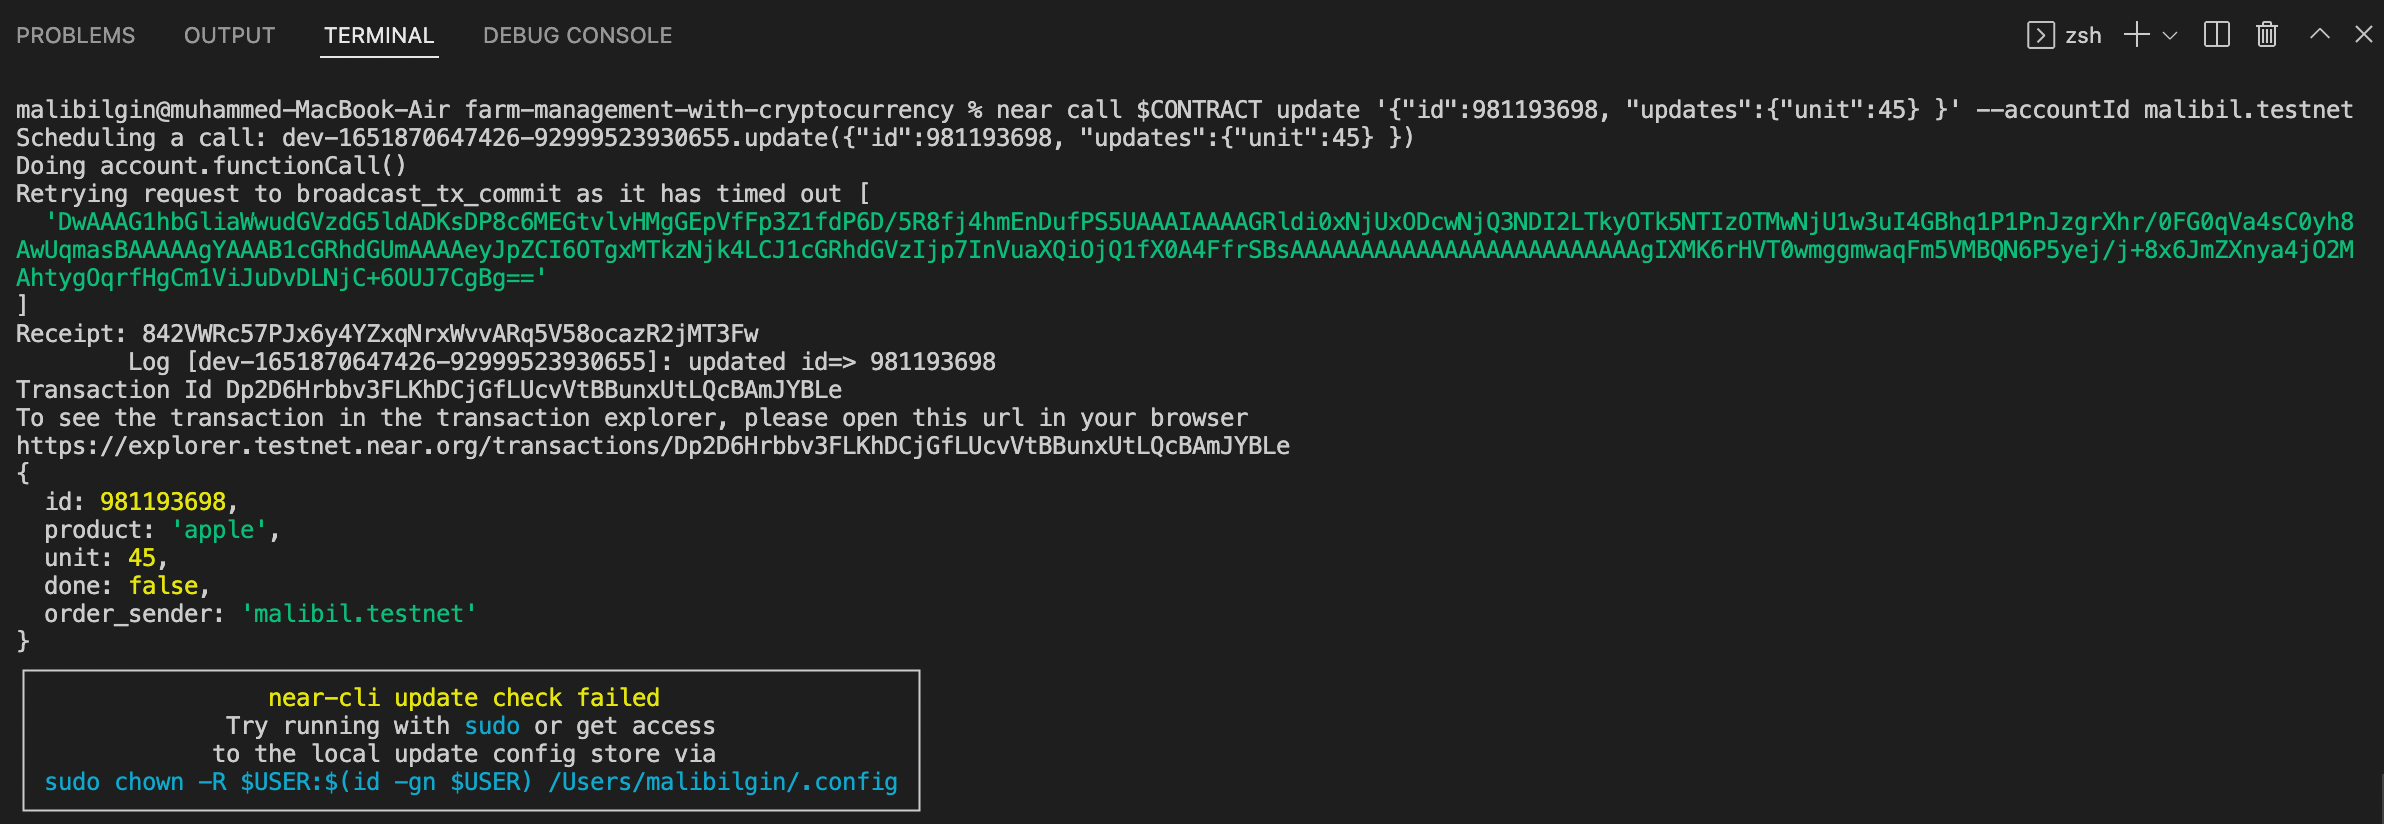 PROBLEMS OUTPUT TERMINAL DEBUG CONSOLE zsh
malibilgin@muhammed-MacBook-Air farm-management-with-cryptocurrency % near call $CONTRACT update '{"id":981193698, "updates":{"unit":45} }' --accountId malibil.testnet
Scheduling a call: dev-1651870647426-92999523930655.update({"id":981193698, "updates":{"unit":45} })
Doing account.functionCall()
Retrying request to broadcast_tx_commit as it has timed out [
'DwAAAG1hbGliaWwudGVzdG5ldADKsDP8c6MEGtvlvHMgGEpVfFp3Z1fdP6D/5R8fj4hmEnDufPS5UAAAIAAAAGRldi0xNjUxODcwNjQ3NDI2LTkyOTk5NTIzOTMwNjU1w3uI4GBhq1P1PnJzgrXhr/0FG0qVa4sC0yh8
AwUqmasBAAAAAgYAAAB1cGRhdGUmAAAAeyJpZCI6OTgxMTkzNjk4LCJ1cGRhdGVzIjp7InVuaXQiOjQ1fX0A4FfrSBsAAAAAAAAAAAAAAAAAAAAAAAAAgIXMK6rHVT0wmggmwaqFm5VMBQN6P5yej/j+8x6JmZXnya4jO2M
AhtygOqrfHgCm1ViJuDvDLNjC+6OUJ7CgBg=='
]
Receipt: 842VWRc57PJx6y4YZxqNrxWvvARq5V58ocazR2jMT3Fw
Log [dev-1651870647426-92999523930655]: updated id=> 981193698
Transaction Id Dp2D6Hrbbv3FLKhDCjGfLUcvVtBBunxUtLQcBAmJYBLe
To see the transaction in the transaction explorer, please open this url in your browser
https://explorer.testnet.near.org/transactions/Dp2D6Hrbbv3FLKhDCjGfLUcvVtBBunxUtLQcBAmJYBLe
{
id: 981193698,
product: 'apple',
unit: 45,
done: false,
order_sender: 'malibil.testnet'
}
near-cli update check failed
Try running with sudo or get access
to the local update config store via
sudo chown -R $USER:$(id -gn $USER) /Users/malibilgin/.config